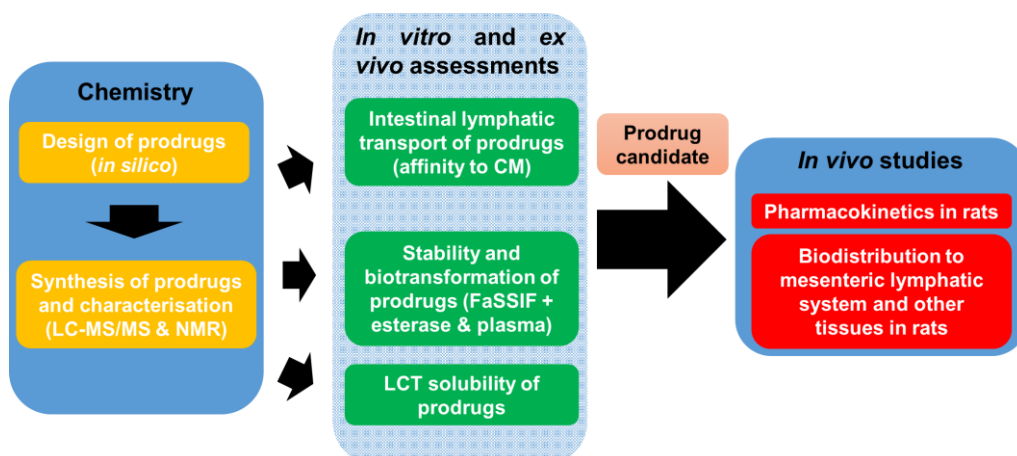 Chemistry
Design of prodrugs
(in silico)
Synthesis of prodrugs
and characterisation
(LC-MS/MS & NMR)
In vitro and ex
vivo assessments
Intestinal lymphatic
transport of prodrugs
(affinity to CM)
Stability and
biotransformation of
prodrugs (FaSSIF +
esterase & plasma)
LCT solubility of
prodrugs
Prodrug
candidate
In vivo studies
Pharmacokinetics in rats
Biodistribution to
mesenteric lymphatic
system and other
tissues in rats